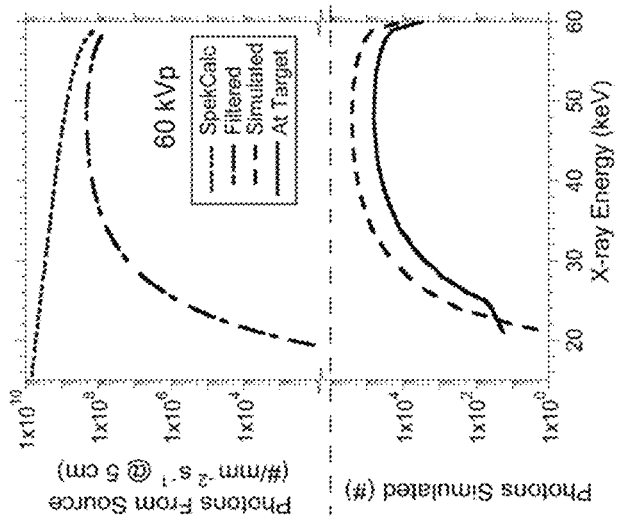 Photons From Source
(#/mm⁻² s⁻¹ @ 5 cm)
1x10¹⁰
1x10⁸
1x10⁶
1x10⁴
60 kVp
SpekCalc
Filtered
Simulated
At Target
Photons Simulated (#)
1x10⁴
1x10²
1x10⁰
20
30
40
50
60
X-ray Energy (keV)